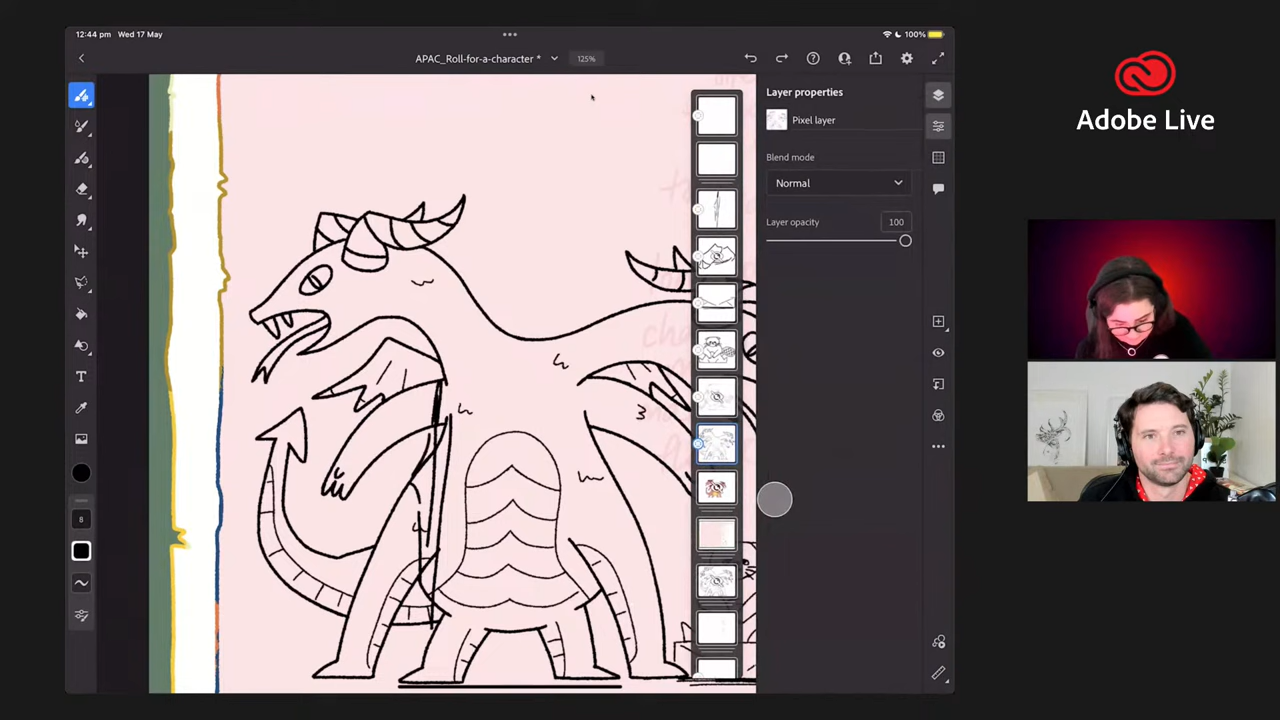 12:44 pm Wed 17 May
100%
APAC_Roll-for-a-character *
125%
Layer properties
Pixel layer
Blend mode
Normal
Layer opacity
100
8
T
Adobe Live